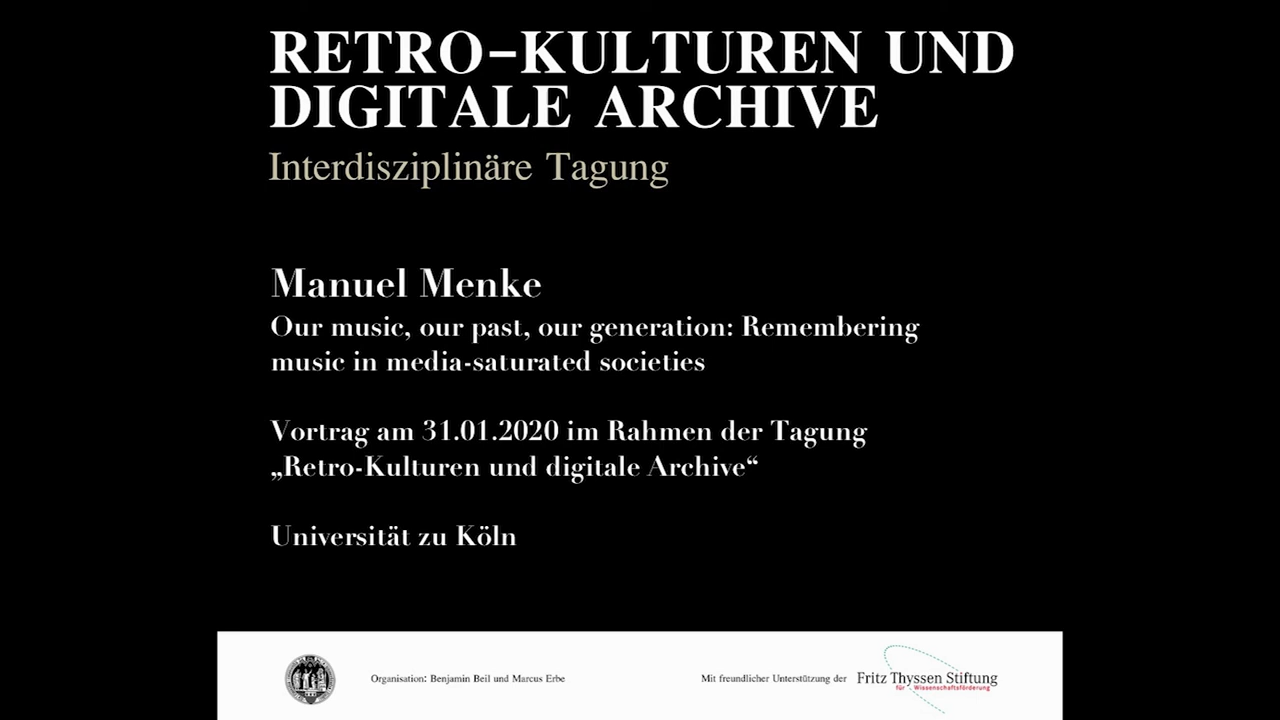 RETRO-KULTUREN UND
DIGITALE ARCHIVE
Interdisziplinäre Tagung
Manuel Menke
Our music, our past, our generation: Remembering
music in media-saturated societies
Vortrag am 31.01.2020 im Rahmen der Tagung
„Retro-Kulturen und digitale Archive“
Universität zu Köln
Organisation: Benjamin Beil und Marcus Erbe
Mit freundlicher Unterstützung der
Fritz Thyssen Stiftung
für Wissenschaftsförderung